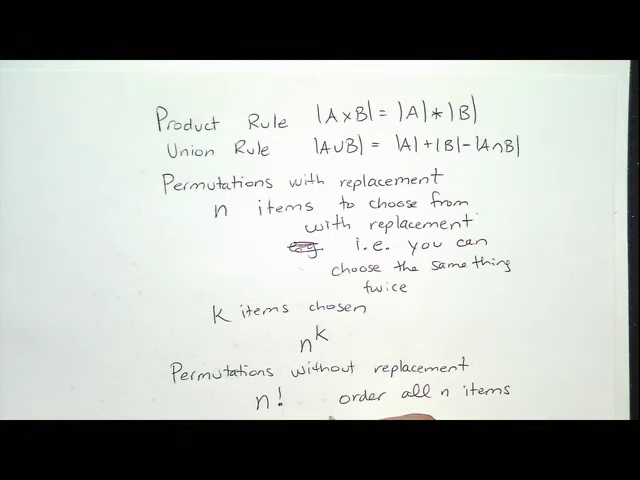 Product Rule |A×B| = |A| * |B|
Union Rule |A∪B| = |A| + |B| - |A∩B|
Permutations with replacement
n items to choose from
with replacement
i.e. you can
choose the same thing
twice
K items chosen
n^K
Permutations without replacement
n! order all n items